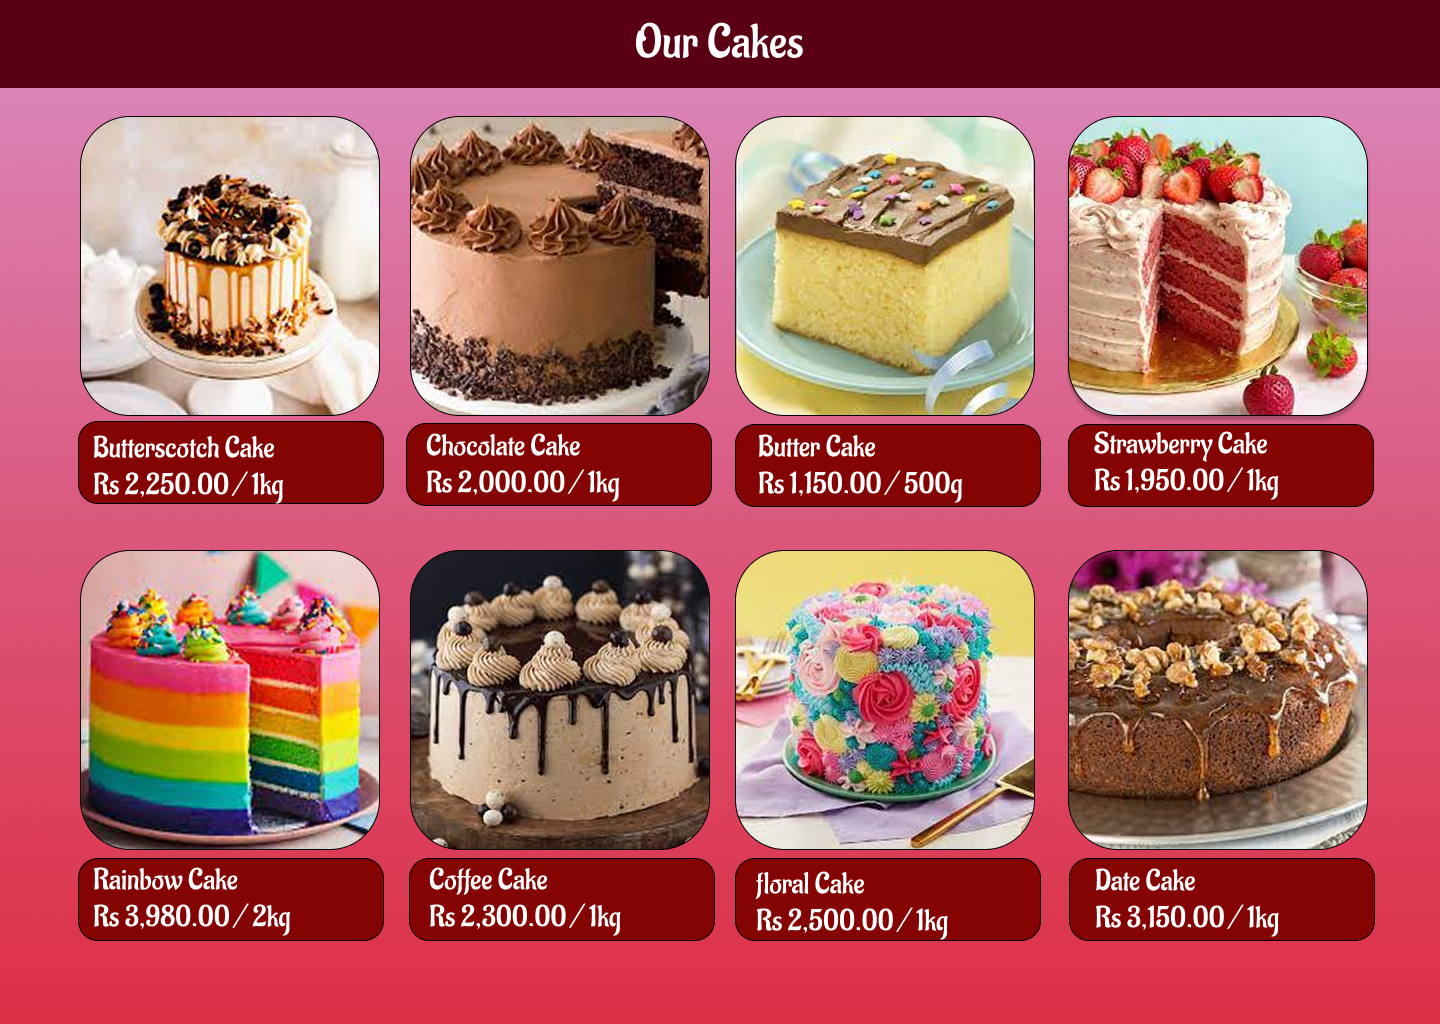 Our Cakes
Butterscotch Cake
Rs 2,250.00 / 1kg
Chocolate Cake
Rs 2,000.00 / 1kg
Butter Cake
Rs 1,150.00 / 500g
Strawberry Cake
Rs 1,950.00 / 1kg
Rainbow Cake
Rs 3,980.00 / 2kg
Coffee Cake
Rs 2,300.00 / 1kg
floral Cake
Rs 2,500.00 / 1kg
Date Cake
Rs 3,150.00 / 1kg